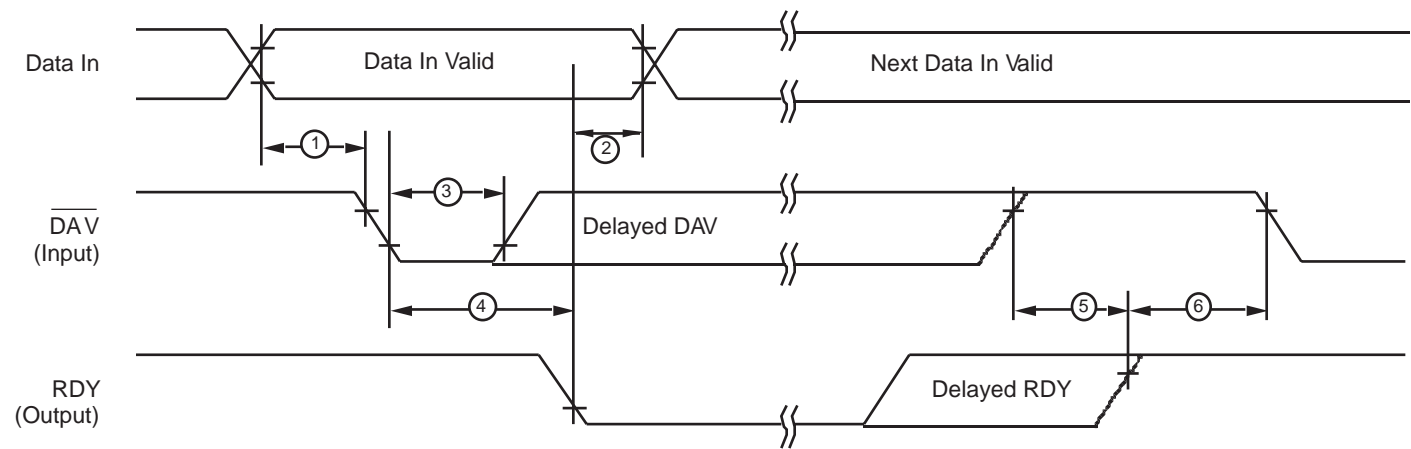 Data In
Data In Valid
Next Data In Valid
1
2
DAV
(Input)
3
Delayed DAV
4
5
6
RDY
(Output)
Delayed RDY